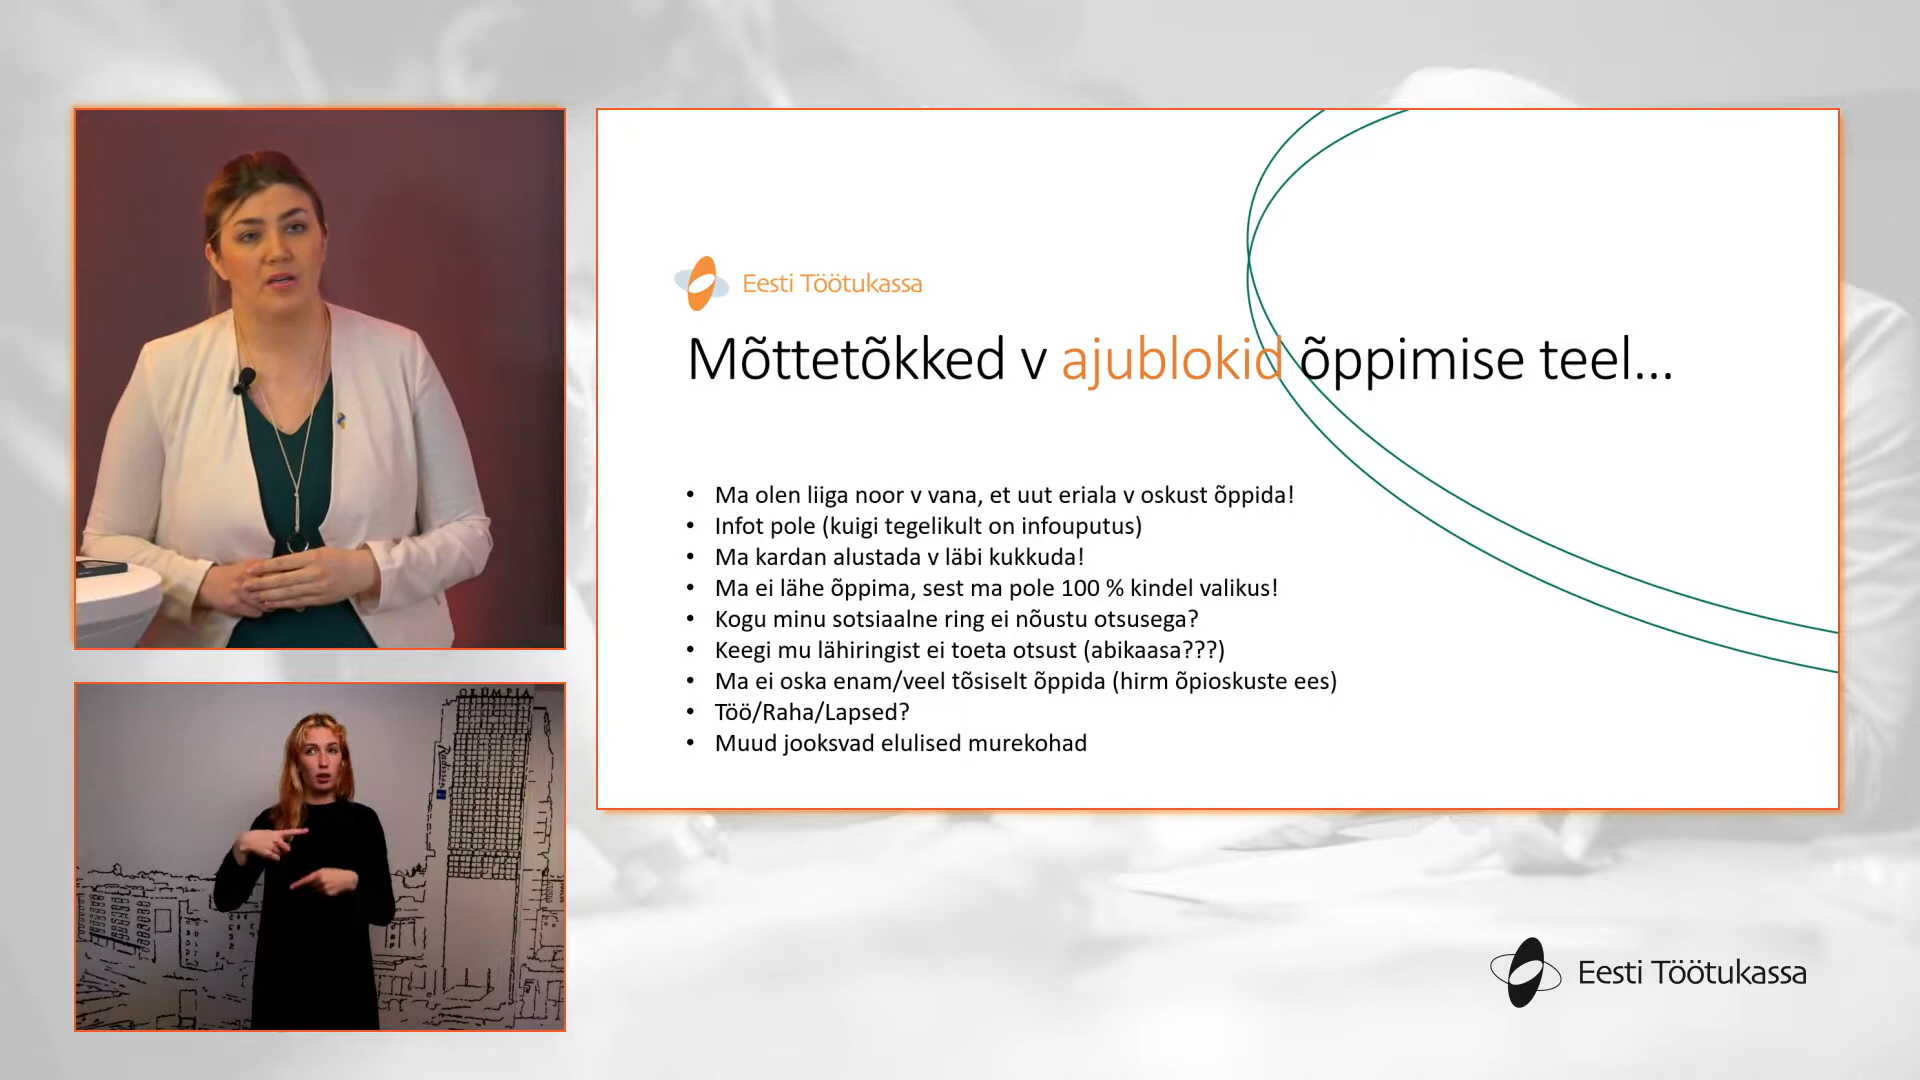 Eesti Töötukassa
Mõttetõkked v ajublokid õppimise teel...
• Ma olen liiga noor v vana, et uut eriala v oskust õppida!
• Infot pole (kuigi tegelikult on infouputus)
• Ma kardan alustada v läbi kukkuda!
• Ma ei lähe õppima, sest ma pole 100 % kindel valikus!
• Kogu minu sotsiaalne ring ei nõustu otsusega?
• Keegi mu lähiringist ei toeta otsust (abikaasa???)
• Ma ei oska enam/veel tõsiselt õppida (hirm õpioskuste ees)
• Töö/Raha/Lapsed?
• Muud jooksvad elulised murekohad
OLÜMPIA
Radisson
Eesti Töötukassa